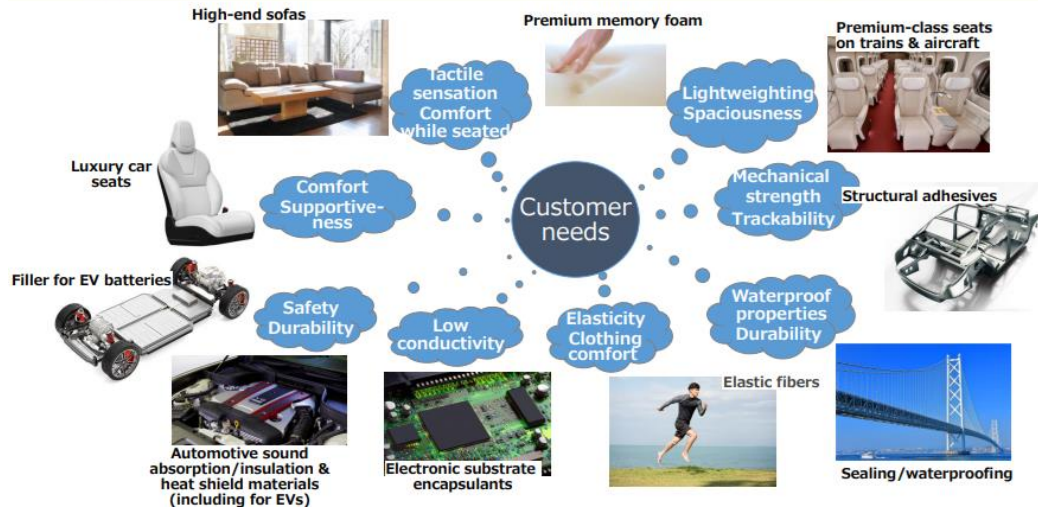 High-end sofas
Premium memory foam
Premium-class seats
on trains & aircraft
Tactile
sensation
Comfort
while seated
Lightweighting
Spaciousness
Luxury car
seats
Comfort
Supportive-
ness
Customer
needs
Mechanical
strength
Trackability
Structural adhesives
Filler for EV batteries
Safety
Durability
Low
conductivity
Elasticity
Clothing
comfort
Waterproof
properties
Durability
Elastic fibers
Automotive sound
absorption/insulation &
heat shield materials
(including for EVs)
Electronic substrate
encapsulants
Sealing/waterproofing